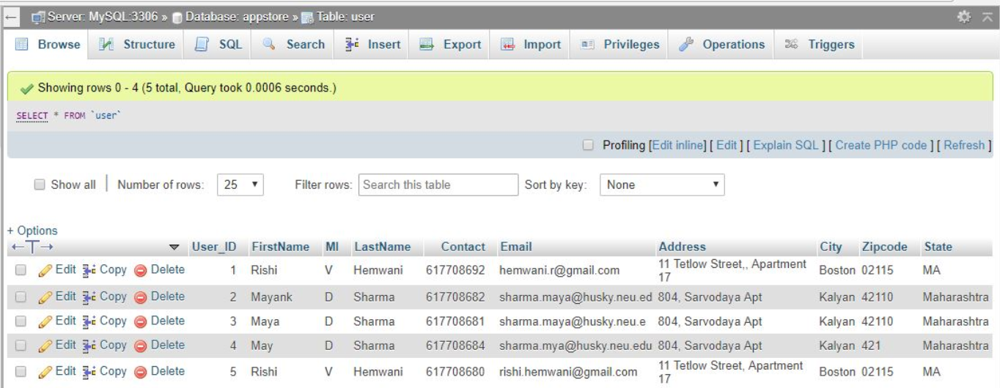 Server: MySQL:3306 » Database: appstore » Table: user
Browse Structure SQL Search Insert Export Import Privileges Operations Triggers
Showing rows 0 - 4 (5 total, Query took 0.0006 seconds.)
SELECT * FROM `user`
Profiling [Edit inline] [ Edit ] [ Explain SQL ] [ Create PHP code ] [ Refresh ]
Show all Number of rows: 25 Filter rows: Search this table Sort by key: None
+ Options
←T→ User_ID FirstName MI LastName Contact Email Address City Zipcode State
Edit Copy Delete 1 Rishi V Hemwani 617708692 hemwani.r@gmail.com 11 Tetlow Street,, Apartment Boston 02115 MA
17
Edit Copy Delete 2 Mayank D Sharma 617708682 sharma.maya@husky.neu.ed 804, Sarvodaya Apt Kalyan 42110 Maharashtra
Edit Copy Delete 3 Maya D Sharma 617708681 sharma.maya@husky.neu.e 804, Sarvodaya Apt Kalyan 42110 Maharashtra
Edit Copy Delete 4 May D Sharma 617708684 sharma.mya@husky.neu.edu 804, Sarvodaya Apt Kalyan 421 Maharashtra
Edit Copy Delete 5 Rishi V Hemwani 617708680 rishi.hemwani@gmail.com 11 Tetlow Street, Apartment Boston 02115 MA
17